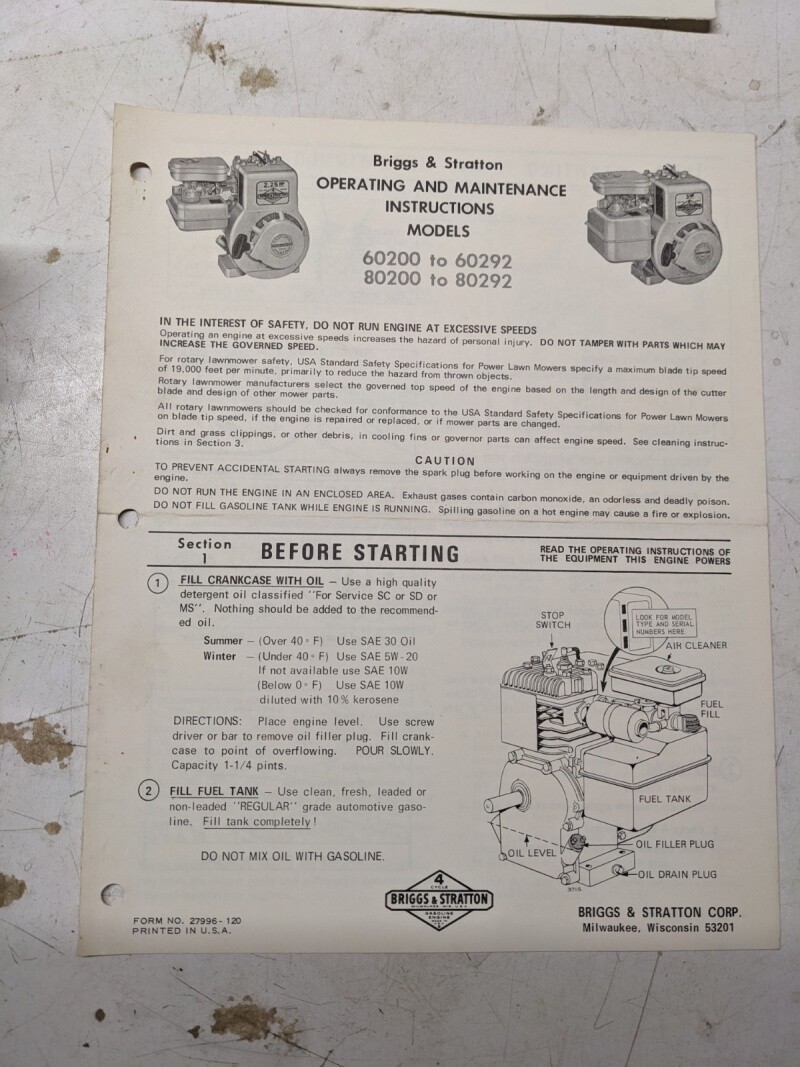 Briggs & Stratton
OPERATING AND MAINTENANCE
INSTRUCTIONS
MODELS
60200 to 60292
80200 to 80292
IN THE INTEREST OF SAFETY, DO NOT RUN ENGINE AT EXCESSIVE SPEEDS
Operating an engine at excessive speeds increases the hazard of personal injury. DO NOT TAMPER WITH PARTS WHICH MAY
INCREASE THE GOVERNED SPEED.
For rotary lawnmower safety, USA Standard Safety Specifications for Power Lawn Mowers specify a maximum blade tip speed
of 19,000 feet per minute, primarily to reduce the hazard from thrown objects.
Rotary lawnmower manufacturers select the governed top speed of the engine based on the length and design of the cutter
blade and design of other mower parts.
All rotary lawnmowers should be checked for conformance to the USA Standard Safety Specifications for Power Lawn Mowers
on blade tip speed, if the engine is repaired or replaced, or if mower parts are changed.
Dirt and grass clippings, or other debris, in cooling fins or governor parts can affect engine speed. See cleaning instruc-
tions in Section 3.
CAUTION
TO PREVENT ACCIDENTAL STARTING always remove the spark plug before working on the engine or equipment driven by the
engine.
DO NOT RUN THE ENGINE IN AN ENCLOSED AREA. Exhaust gases contain carbon monoxide, an odorless and deadly poison.
DO NOT FILL GASOLINE TANK WHILE ENGINE IS RUNNING. Spilling gasoline on a hot engine may cause a fire or explosion.
Section
1
BEFORE STARTING
READ THE OPERATING INSTRUCTIONS OF
THE EQUIPMENT THIS ENGINE POWERS
1 FILL CRANKCASE WITH OIL – Use a high quality
detergent oil classified "For Service SC or SD or
MS". Nothing should be added to the recommend-
ed oil.
Summer – (Over 40° F) Use SAE 30 Oil
Winter – (Under 40° F) Use SAE 5W-20
If not available use SAE 10W
(Below 0° F) Use SAE 10W
diluted with 10% kerosene
DIRECTIONS: Place engine level. Use screw
driver or bar to remove oil filler plug. Fill crank-
case to point of overflowing. POUR SLOWLY.
Capacity 1-1/4 pints.
2 FILL FUEL TANK – Use clean, fresh, leaded or
non-leaded "REGULAR" grade automotive gaso-
line. Fill tank completely!
DO NOT MIX OIL WITH GASOLINE.
STOP
SWITCH
LOOK FOR MODEL
TYPE AND SERIAL
NUMBERS HERE
AIR CLEANER
FUEL
FILL
FUEL TANK
OIL LEVEL
OIL FILLER PLUG
OIL DRAIN PLUG
4
CYCLE
BRIGGS & STRATTON
GASOLINE
ENGINE
FORM NO. 27996-120
PRINTED IN U.S.A.
BRIGGS & STRATTON CORP.
Milwaukee, Wisconsin 53201